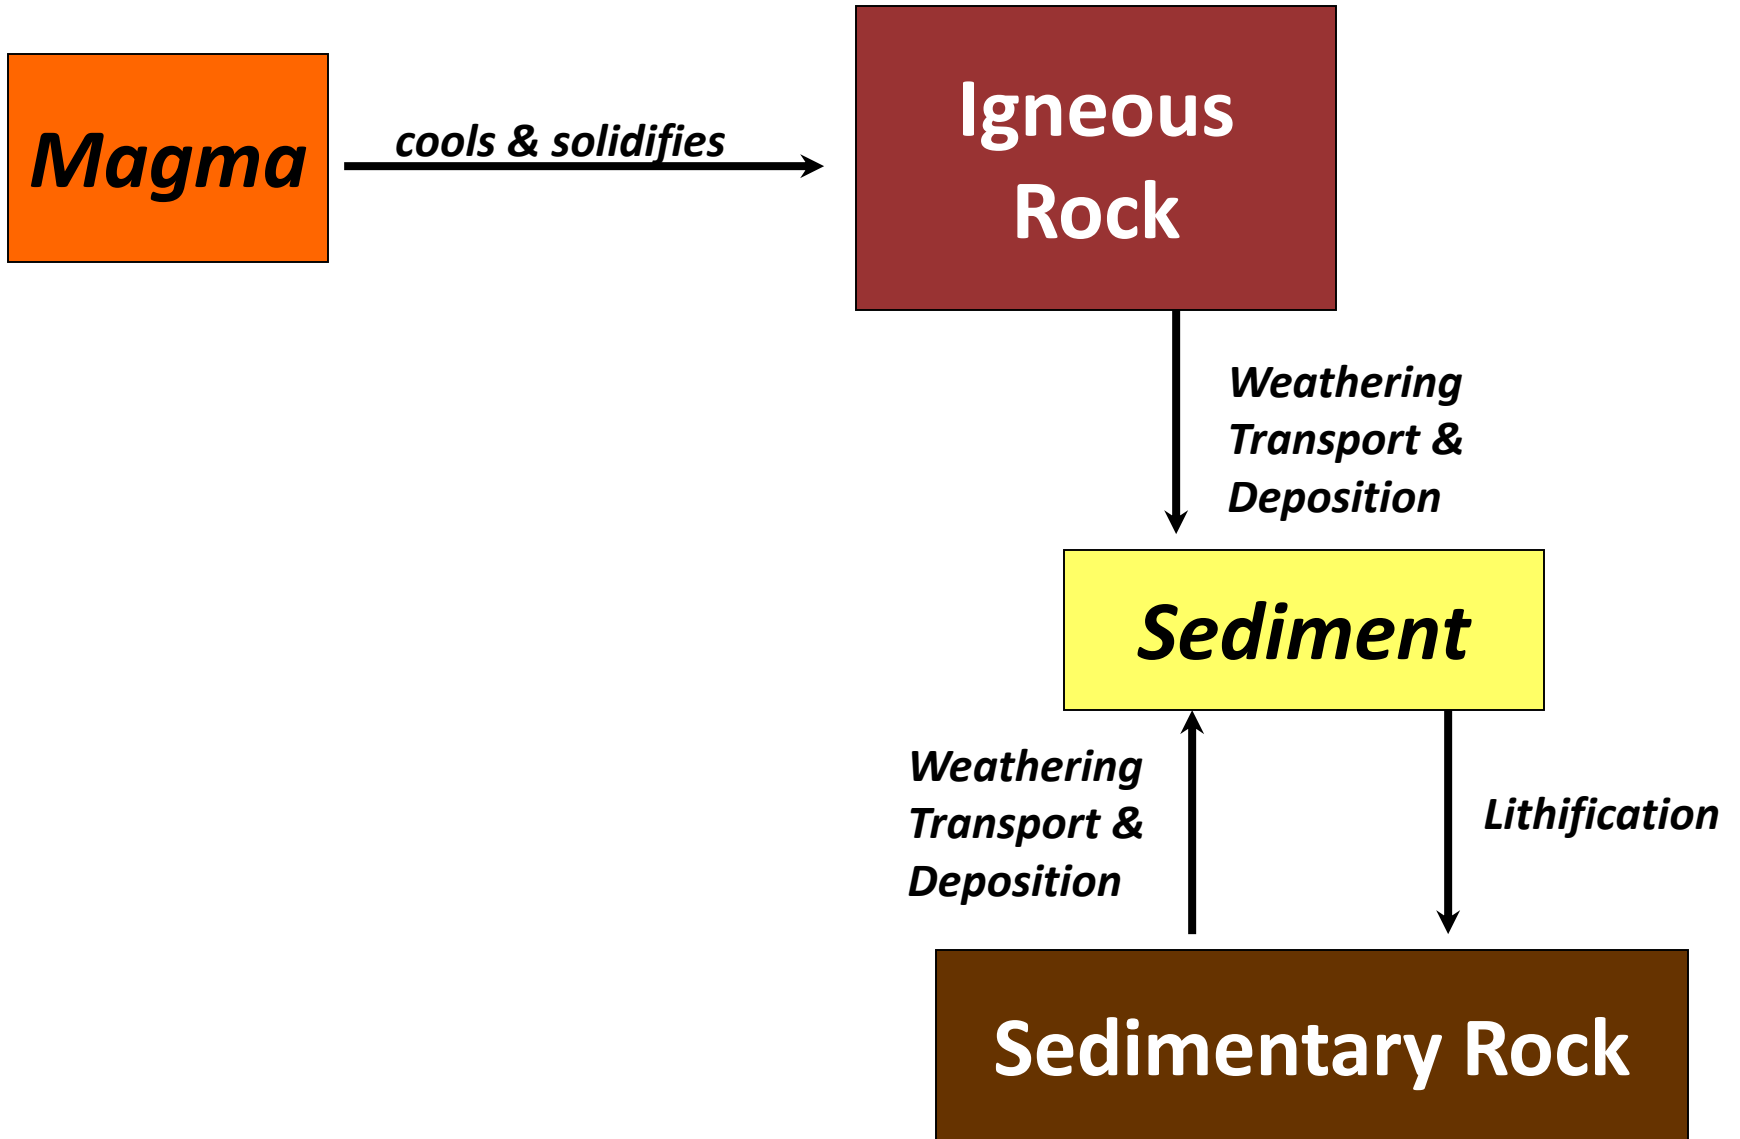 Magma
cools & solidifies
Igneous
Rock
Weathering
Transport &
Deposition
Sediment
Weathering
Transport &
Deposition
Lithification
Sedimentary Rock